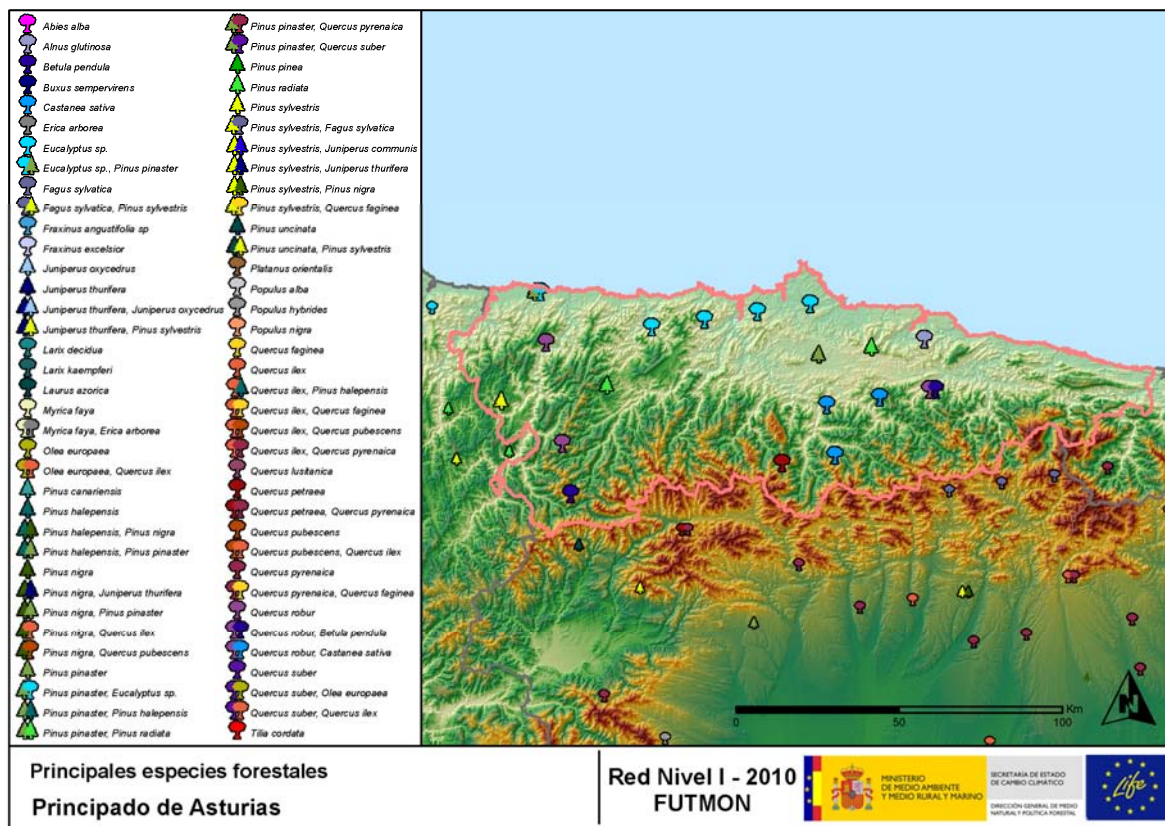 Abies alba
Alnus glutinosa
Betula pendula
Buxus sempervirens
Castanea sativa
Erica arborea
Eucalyptus sp.
Eucalyptus sp., Pinus pinaster
Fagus sylvatica
Fagus sylvatica, Pinus sylvestris
Fraxinus angustifolia sp
Fraxinus excelsior
Juniperus oxycedrus
Juniperus thurifera
Juniperus thurifera, Juniperus oxycedrus
Juniperus thurifera, Pinus sylvestris
Larix decidua
Larix kaempferi
Laurus azorica
Myrica faya
Myrica faya, Erica arborea
Olea europaea
Olea europaea, Quercus ilex
Pinus canariensis
Pinus halepensis
Pinus halepensis, Pinus nigra
Pinus halepensis, Pinus pinaster
Pinus nigra
Pinus nigra, Juniperus thurifera
Pinus nigra, Pinus pinaster
Pinus nigra, Quercus ilex
Pinus nigra, Quercus pubescens
Pinus pinaster
Pinus pinaster, Eucalyptus sp.
Pinus pinaster, Pinus halepensis
Pinus pinaster, Pinus radiata
Pinus pinaster, Quercus pyrenaica
Pinus pinaster, Quercus suber
Pinus pinea
Pinus radiata
Pinus sylvestris
Pinus sylvestris, Fagus sylvatica
Pinus sylvestris, Juniperus communis
Pinus sylvestris, Juniperus thurifera
Pinus sylvestris, Pinus nigra
Pinus sylvestris, Quercus faginea
Pinus uncinata
Pinus uncinata, Pinus sylvestris
Platanus orientalis
Populus alba
Populus hybrides
Populus nigra
Quercus faginea
Quercus ilex
Quercus ilex, Pinus halepensis
Quercus ilex, Quercus faginea
Quercus ilex, Quercus pubescens
Quercus ilex, Quercus pyrenaica
Quercus lusitanica
Quercus petraea
Quercus petraea, Quercus pyrenaica
Quercus pubescens
Quercus pubescens, Quercus ilex
Quercus pyrenaica
Quercus pyrenaica, Quercus faginea
Quercus robur
Quercus robur, Betula pendula
Quercus robur, Castanea sativa
Quercus suber
Quercus suber, Olea europaea
Quercus suber, Quercus ilex
Tilia cordata
N
Km
0 50 100
Principales especies forestales
Principado de Asturias
Red Nivel I - 2010
FUTMON
MINISTERIO
DE MEDIO AMBIENTE
Y MEDIO RURAL Y MARINO
SECRETARÍA DE ESTADO
DE CAMBIO CLIMÁTICO
DIRECCIÓN GENERAL DE MEDIO
NATURAL Y POLÍTICA FORESTAL
Life